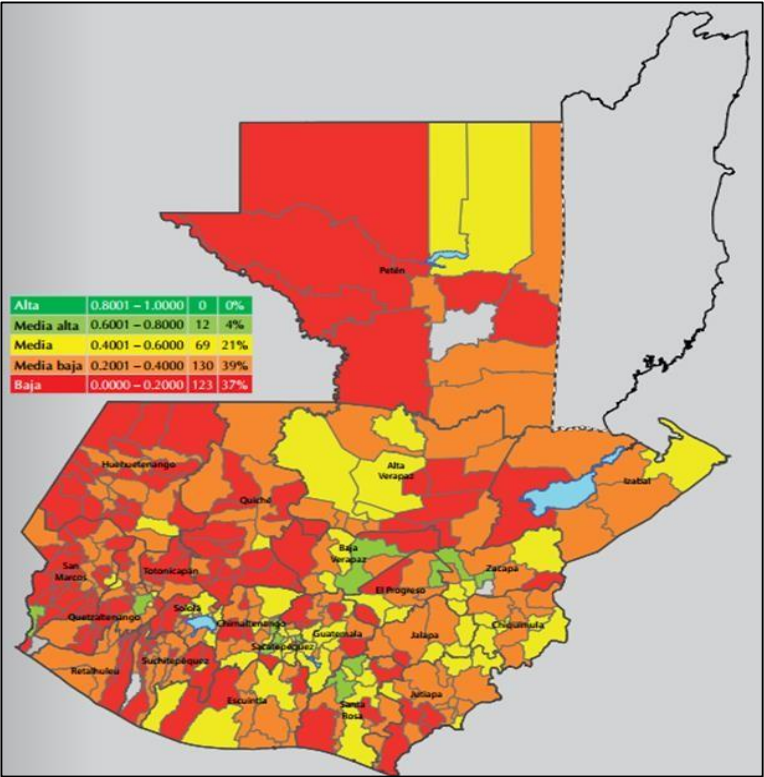 Petén
Alta 0.8001 – 1.0000 0 0%
Media alta 0.6001 – 0.8000 12 4%
Media 0.4001 – 0.6000 69 21%
Media baja 0.2001 – 0.4000 130 39%
Baja 0.0000 – 0.2000 123 37%
Huehuetenango
Alta
Verapaz
Izabal
Quiché
Baja
Verapaz
San
Marcos
Totonicapán
Zacapa
El Progreso
Quetzaltenango
Sololá
Chimaltenango
Guatemala
Jalapa
Chiquimula
Sacatepéquez
Suchitepéquez
Retalhuleu
Escuintla
Jutiapa
Santa
Rosa